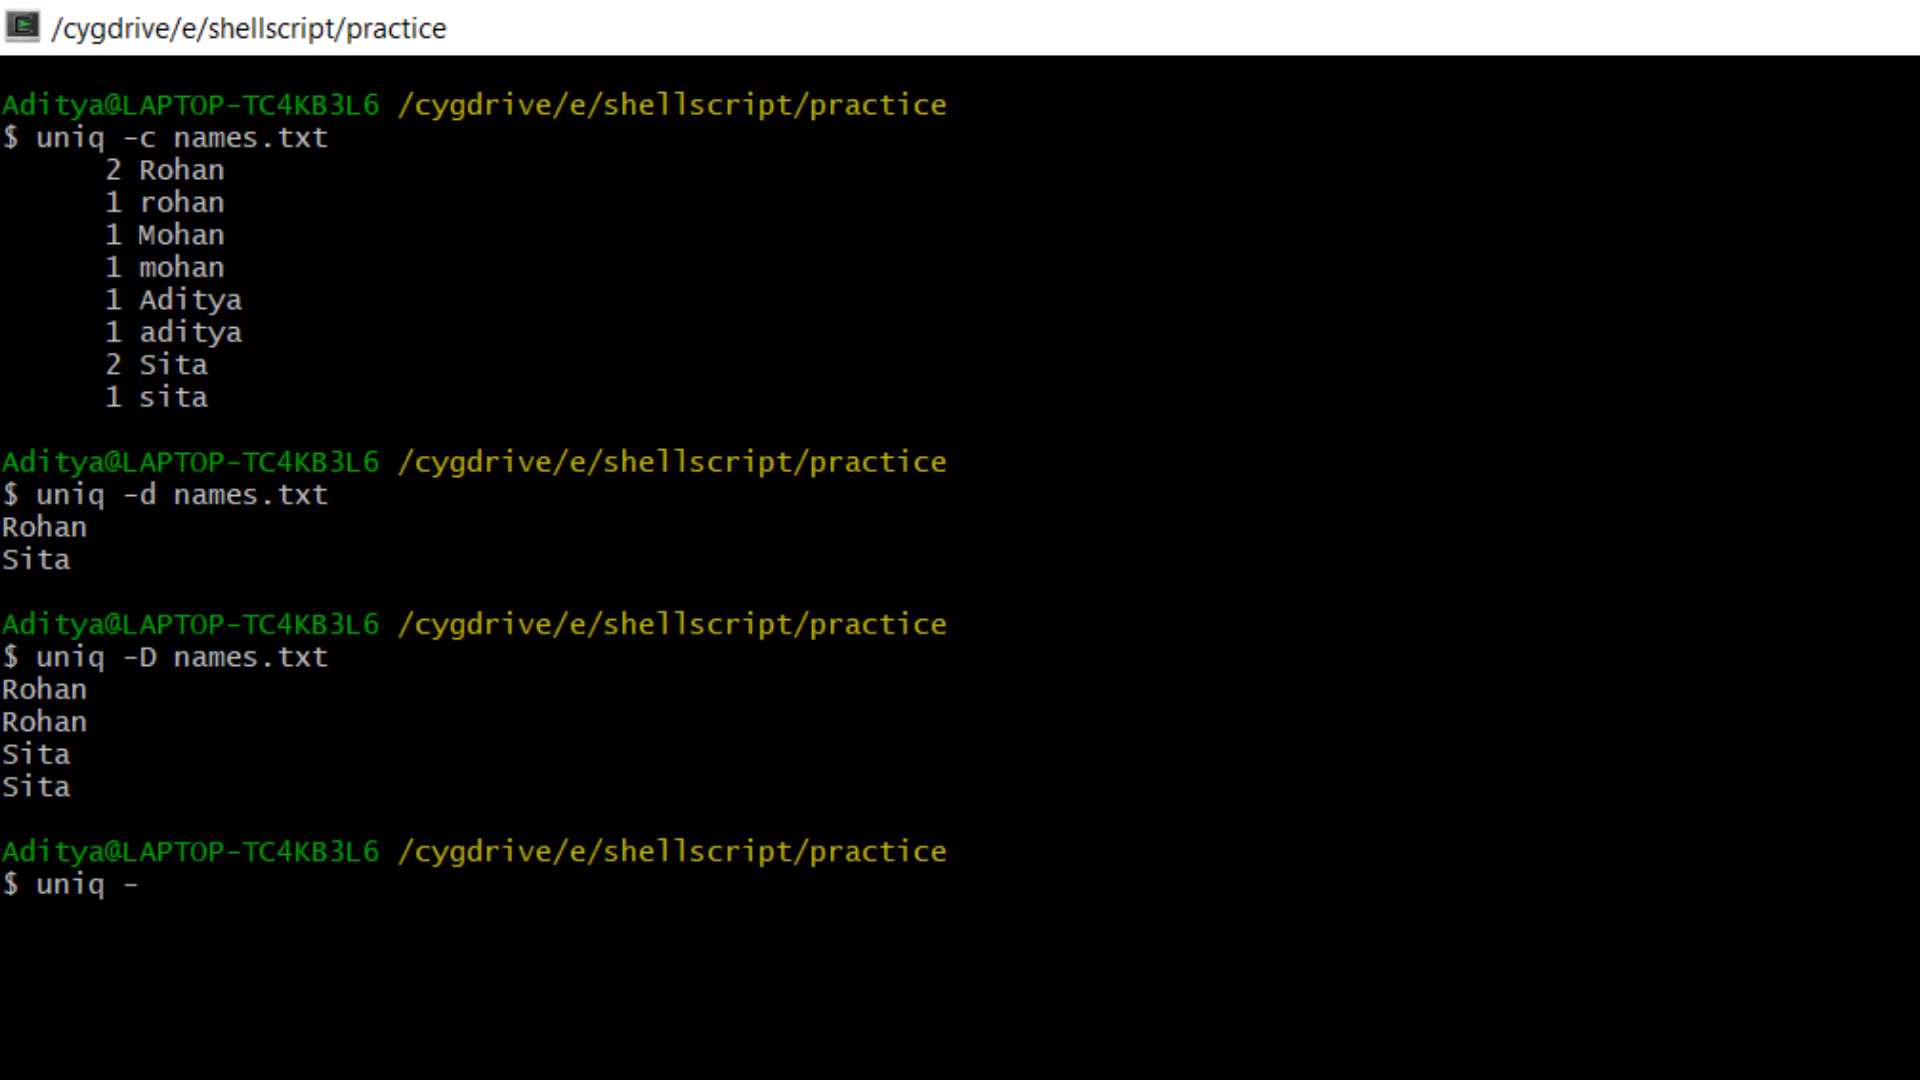 /cygdrive/e/shellscript/practice
Aditya@LAPTOP-TC4KB3L6 /cygdrive/e/shellscript/practice
$ uniq -c names.txt
      2 Rohan
      1 rohan
      1 Mohan
      1 mohan
      1 Aditya
      1 aditya
      2 Sita
      1 sita
Aditya@LAPTOP-TC4KB3L6 /cygdrive/e/shellscript/practice
$ uniq -d names.txt
Rohan
Sita
Aditya@LAPTOP-TC4KB3L6 /cygdrive/e/shellscript/practice
$ uniq -D names.txt
Rohan
Rohan
Sita
Sita
Aditya@LAPTOP-TC4KB3L6 /cygdrive/e/shellscript/practice
$ uniq -